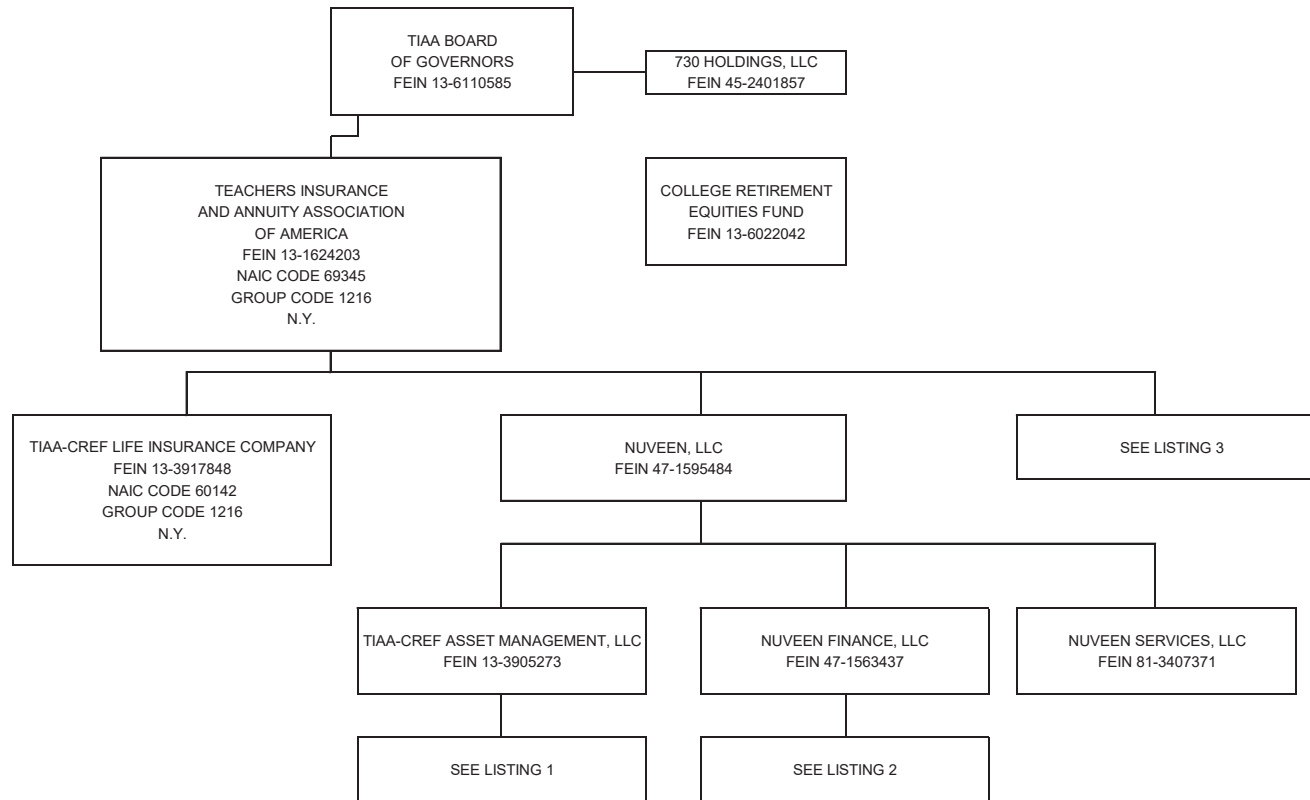 TIAA BOARD
OF GOVERNORS
FEIN 13-6110585
730 HOLDINGS, LLC
FEIN 45-2401857
TEACHERS INSURANCE
AND ANNUITY ASSOCIATION
OF AMERICA
FEIN 13-1624203
NAIC CODE 69345
GROUP CODE 1216
N.Y.
COLLEGE RETIREMENT
EQUITIES FUND
FEIN 13-6022042
TIAA-CREF LIFE INSURANCE COMPANY
FEIN 13-3917848
NAIC CODE 60142
GROUP CODE 1216
N.Y.
NUVEEN, LLC
FEIN 47-1595484
SEE LISTING 3
TIAA-CREF ASSET MANAGEMENT, LLC
FEIN 13-3905273
NUVEEN FINANCE, LLC
FEIN 47-1563437
NUVEEN SERVICES, LLC
FEIN 81-3407371
SEE LISTING 1
SEE LISTING 2